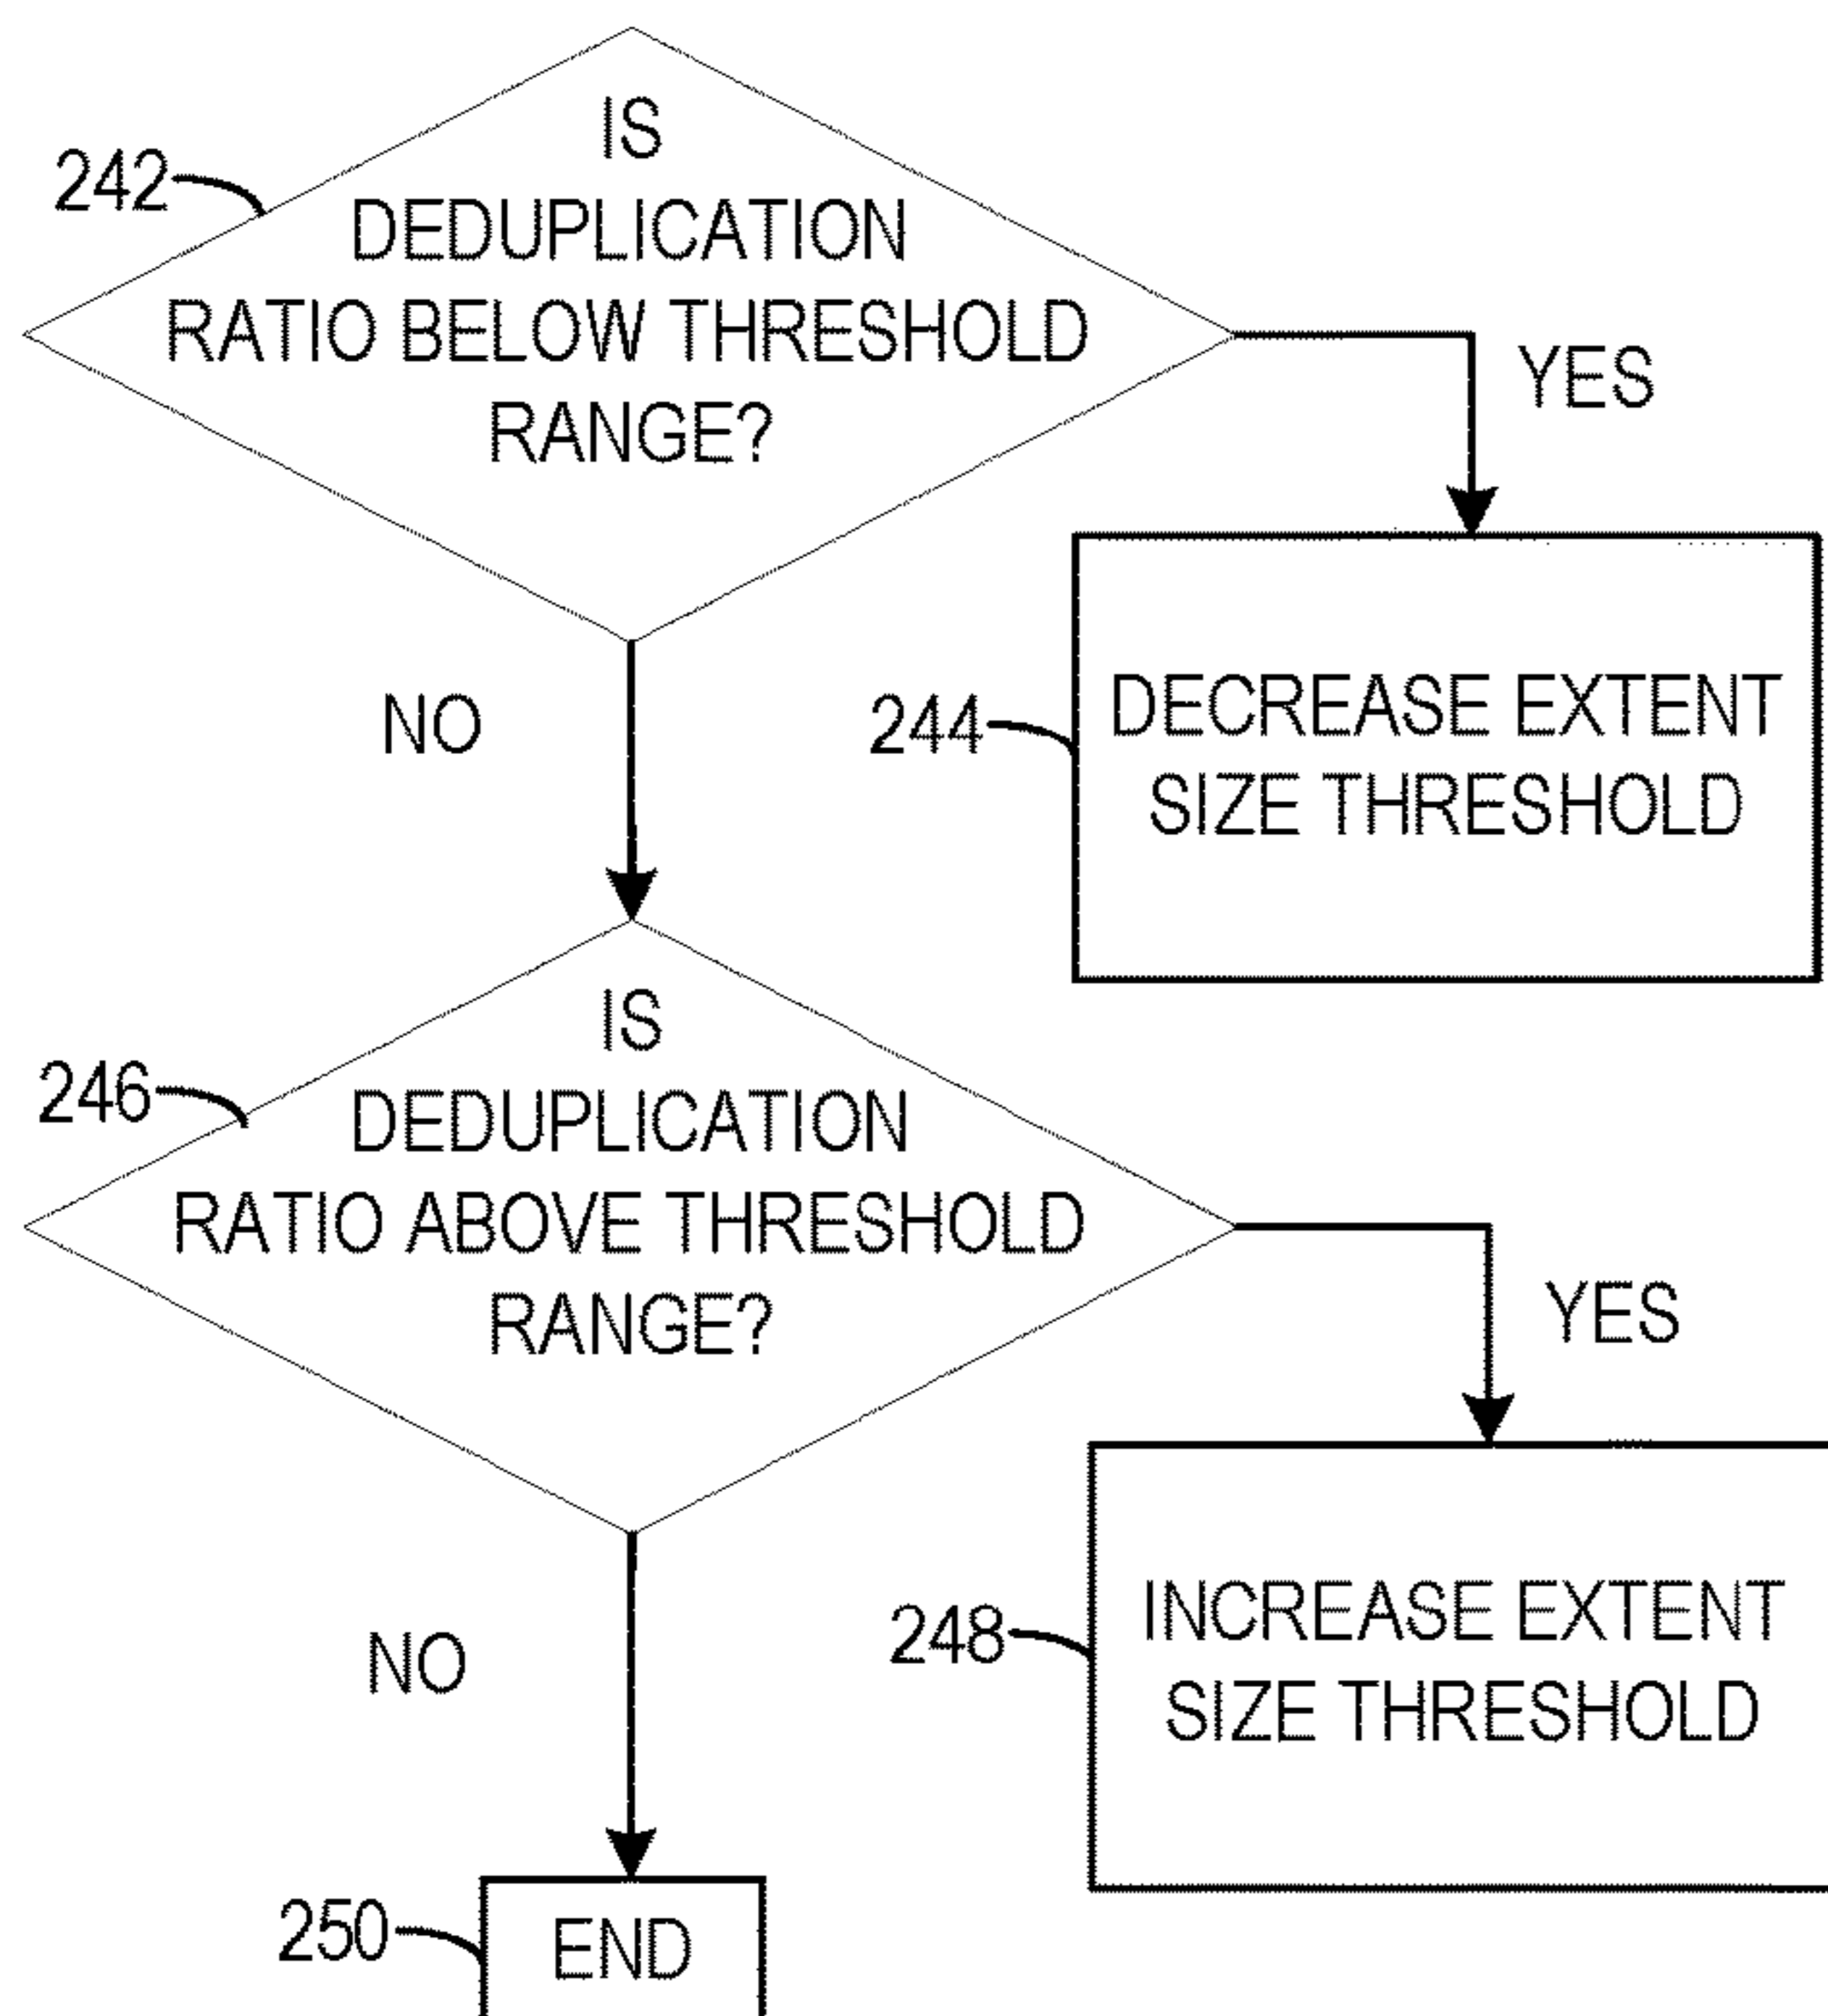 IS
242
DEDUPLICATION
RATIO BELOW THRESHOLD
RANGE?
YES
NO
244
DECREASE EXTENT
SIZE THRESHOLD
IS
246
DEDUPLICATION
RATIO ABOVE THRESHOLD
RANGE?
YES
NO
248
INCREASE EXTENT
SIZE THRESHOLD
250
END